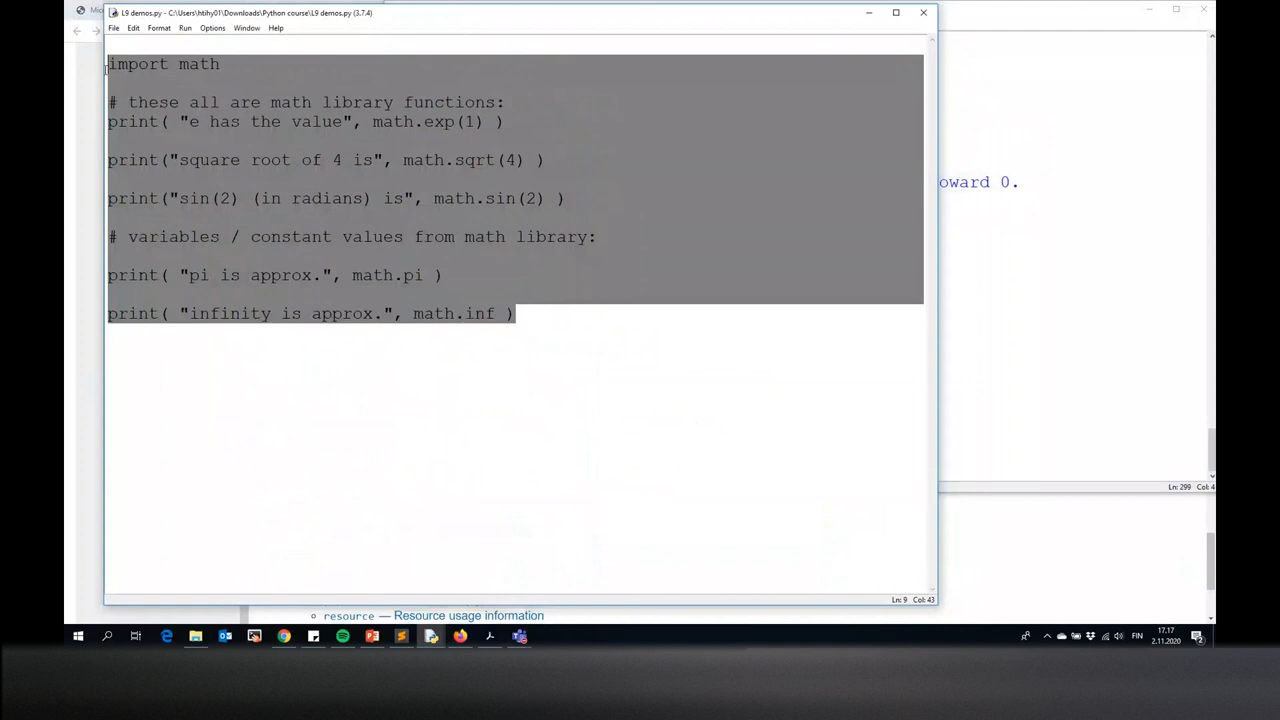 L9 demos.py - C:\Users\htihy01\Downloads\Python course\L9 demos.py (3.7.4)
File Edit Format Run Options Window Help
import math
# these all are math library functions:
print( "e has the value", math.exp(1) )
print("square root of 4 is", math.sqrt(4) )
print("sin(2) (in radians) is", math.sin(2) )
# variables / constant values from math library:
print( "pi is approx.", math.pi )
print( "infinity is approx.", math.inf )
oward 0.
Ln: 299 Col: 4
Ln: 9 Col: 43
resource — Resource usage information
FIN
17.17
2.11.2020